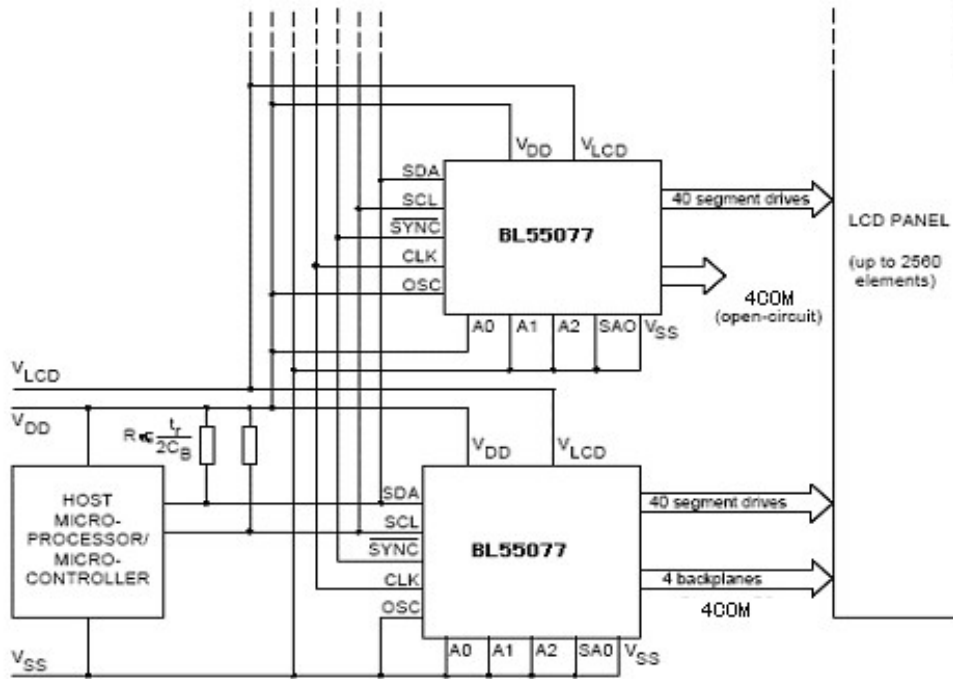 VDD
VLCD
SDA
SCL
SYNC
CLK
OSC
BL55077
40 segment drives
LCD PANEL
(up to 2560
elements)
4COM
(open-circuit)
A0
A1
A2
SAO
VSS
VLCD
VDD
R ≤ tr
2CB
HOST
MICRO-
PROCESSOR/
MICRO-
CONTROLLER
VSS
VDD
VLCD
SDA
SCL
SYNC
CLK
OSC
BL55077
40 segment drives
4 backplanes
4COM
A0
A1
A2
SA0
VSS